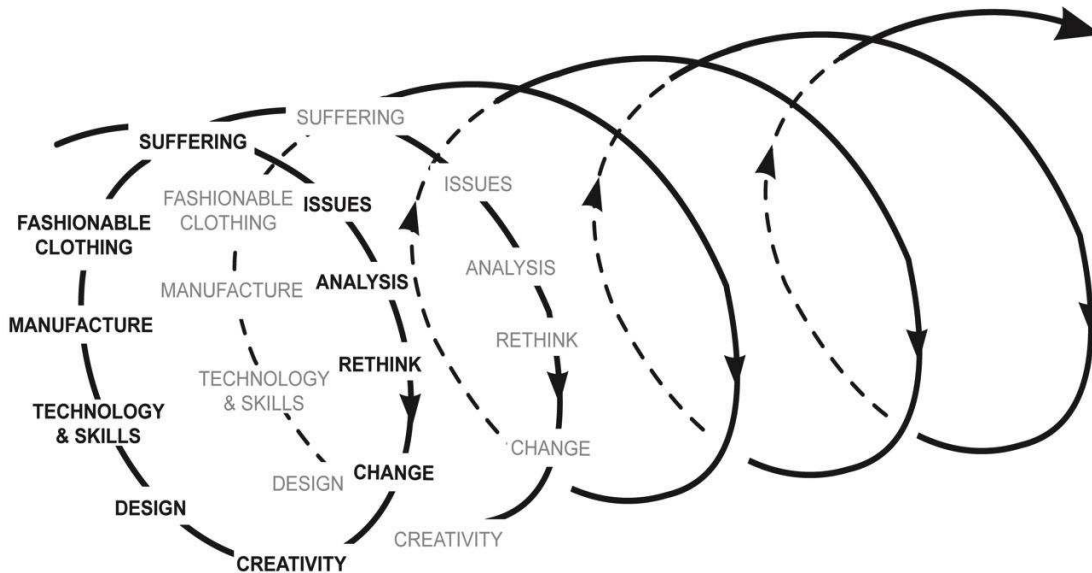 SUFFERING
ISSUES
ANALYSIS
RETHINK
CHANGE
CREATIVITY
DESIGN
TECHNOLOGY
& SKILLS
MANUFACTURE
FASHIONABLE
CLOTHING
SUFFERING
ISSUES
ANALYSIS
RETHINK
CHANGE
CREATIVITY
DESIGN
TECHNOLOGY
& SKILLS
MANUFACTURE
FASHIONABLE
CLOTHING